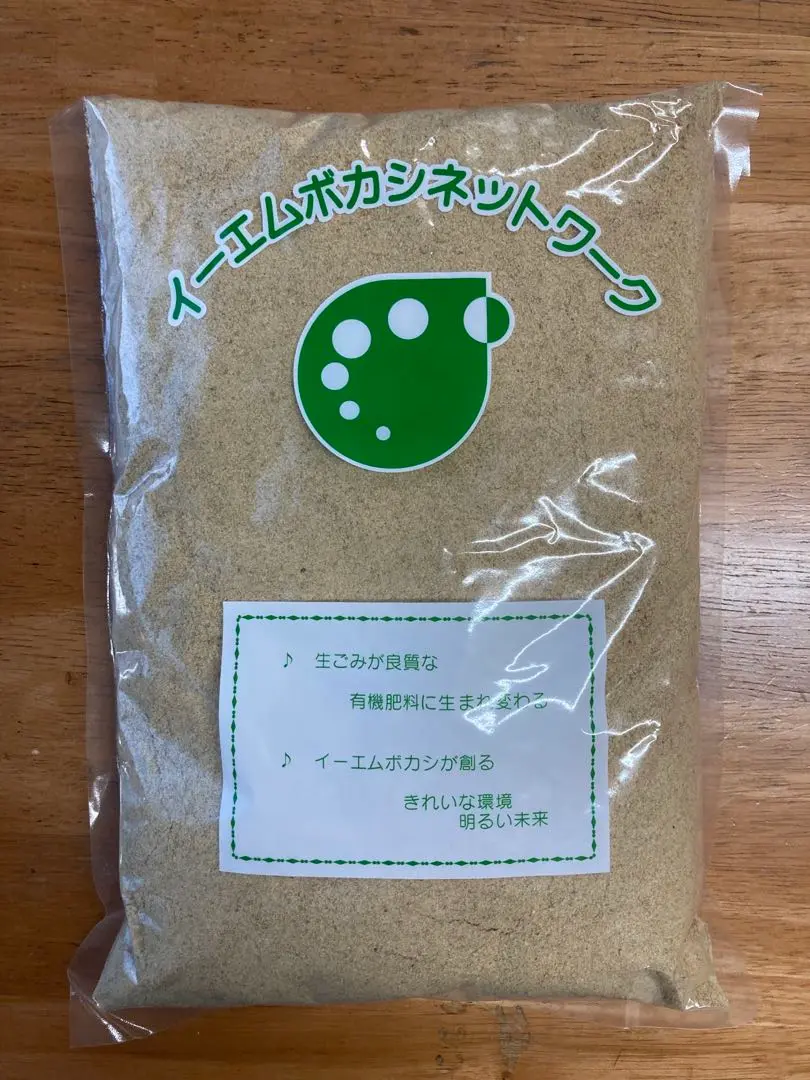 イーエムボカシネットワーク
♪ 生ごみが良質な
有機肥料に生まれ変わる
♪ イーエムボカシが創る
きれいな環境
明るい未来